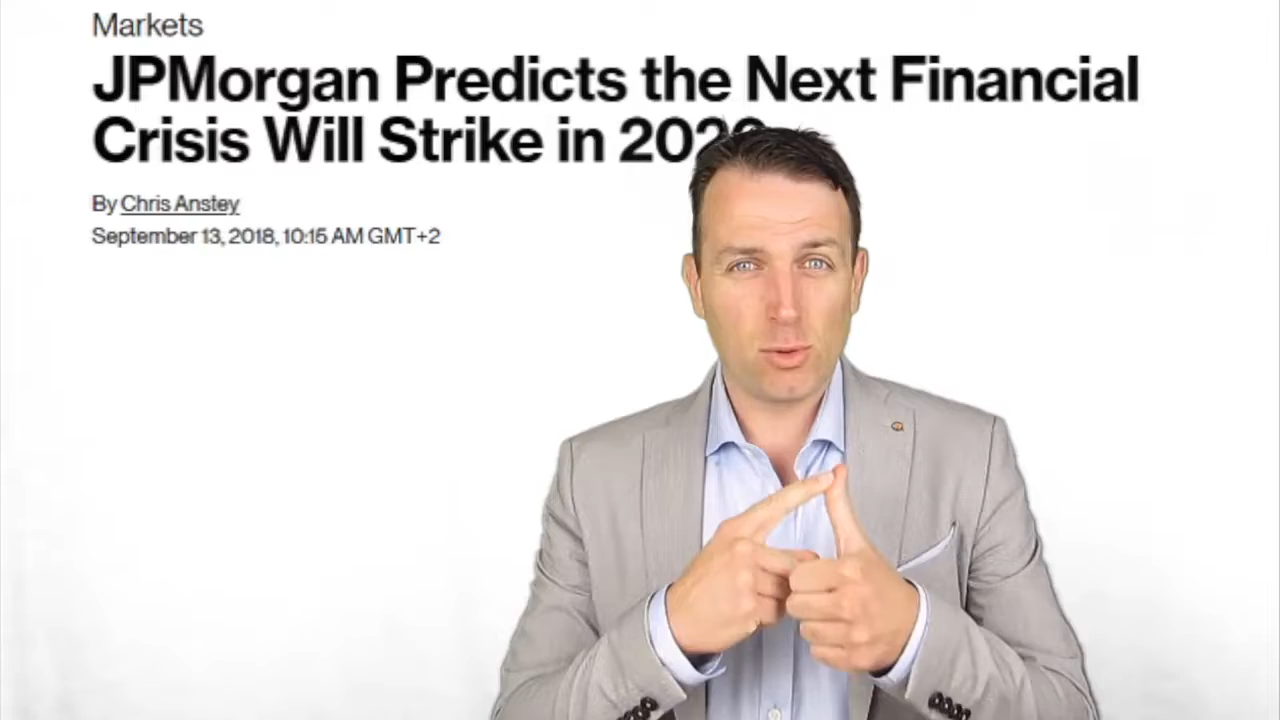 Markets
JPMorgan Predicts the Next Financial
Crisis Will Strike in 2020
By Chris Anstey
September 13, 2018, 10:15 AM GMT+2